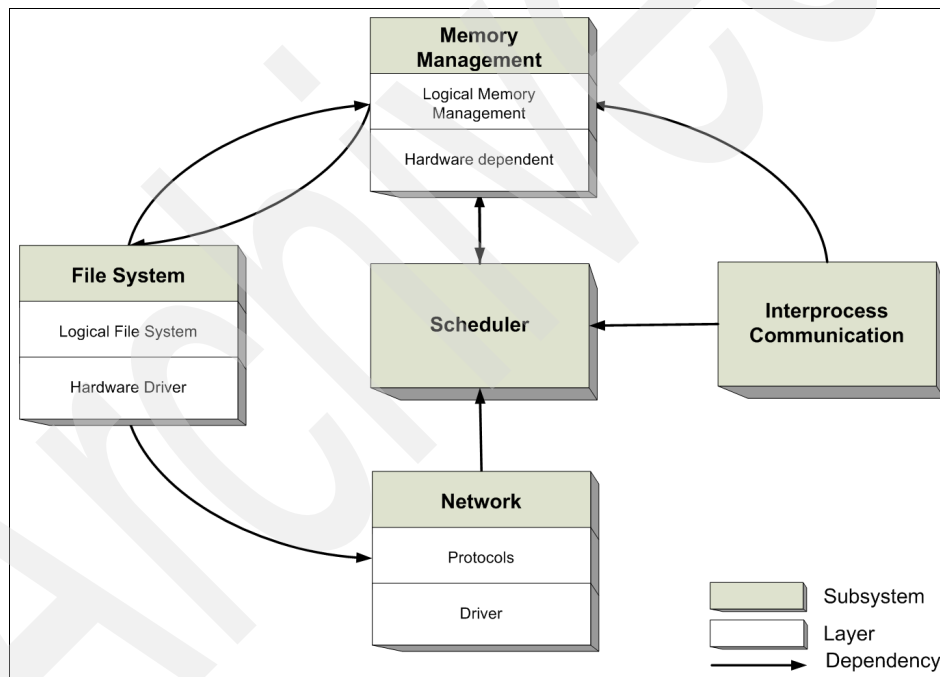 Memory
Management
Logical Memory
Management
Hardware dependent
File System
Logical File System
Hardware Driver
Scheduler
Interprocess
Communication
Network
Protocols
Driver
Subsystem
Layer
Dependency